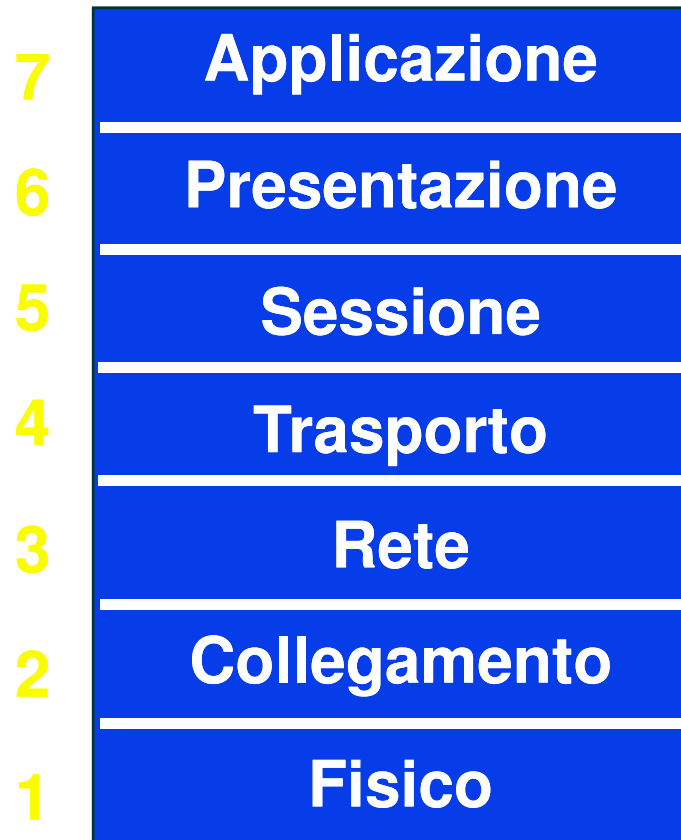 7 Applicazione
6 Presentazione
5 Sessione
4 Trasporto
3 Rete
2 Collegamento
1 Fisico